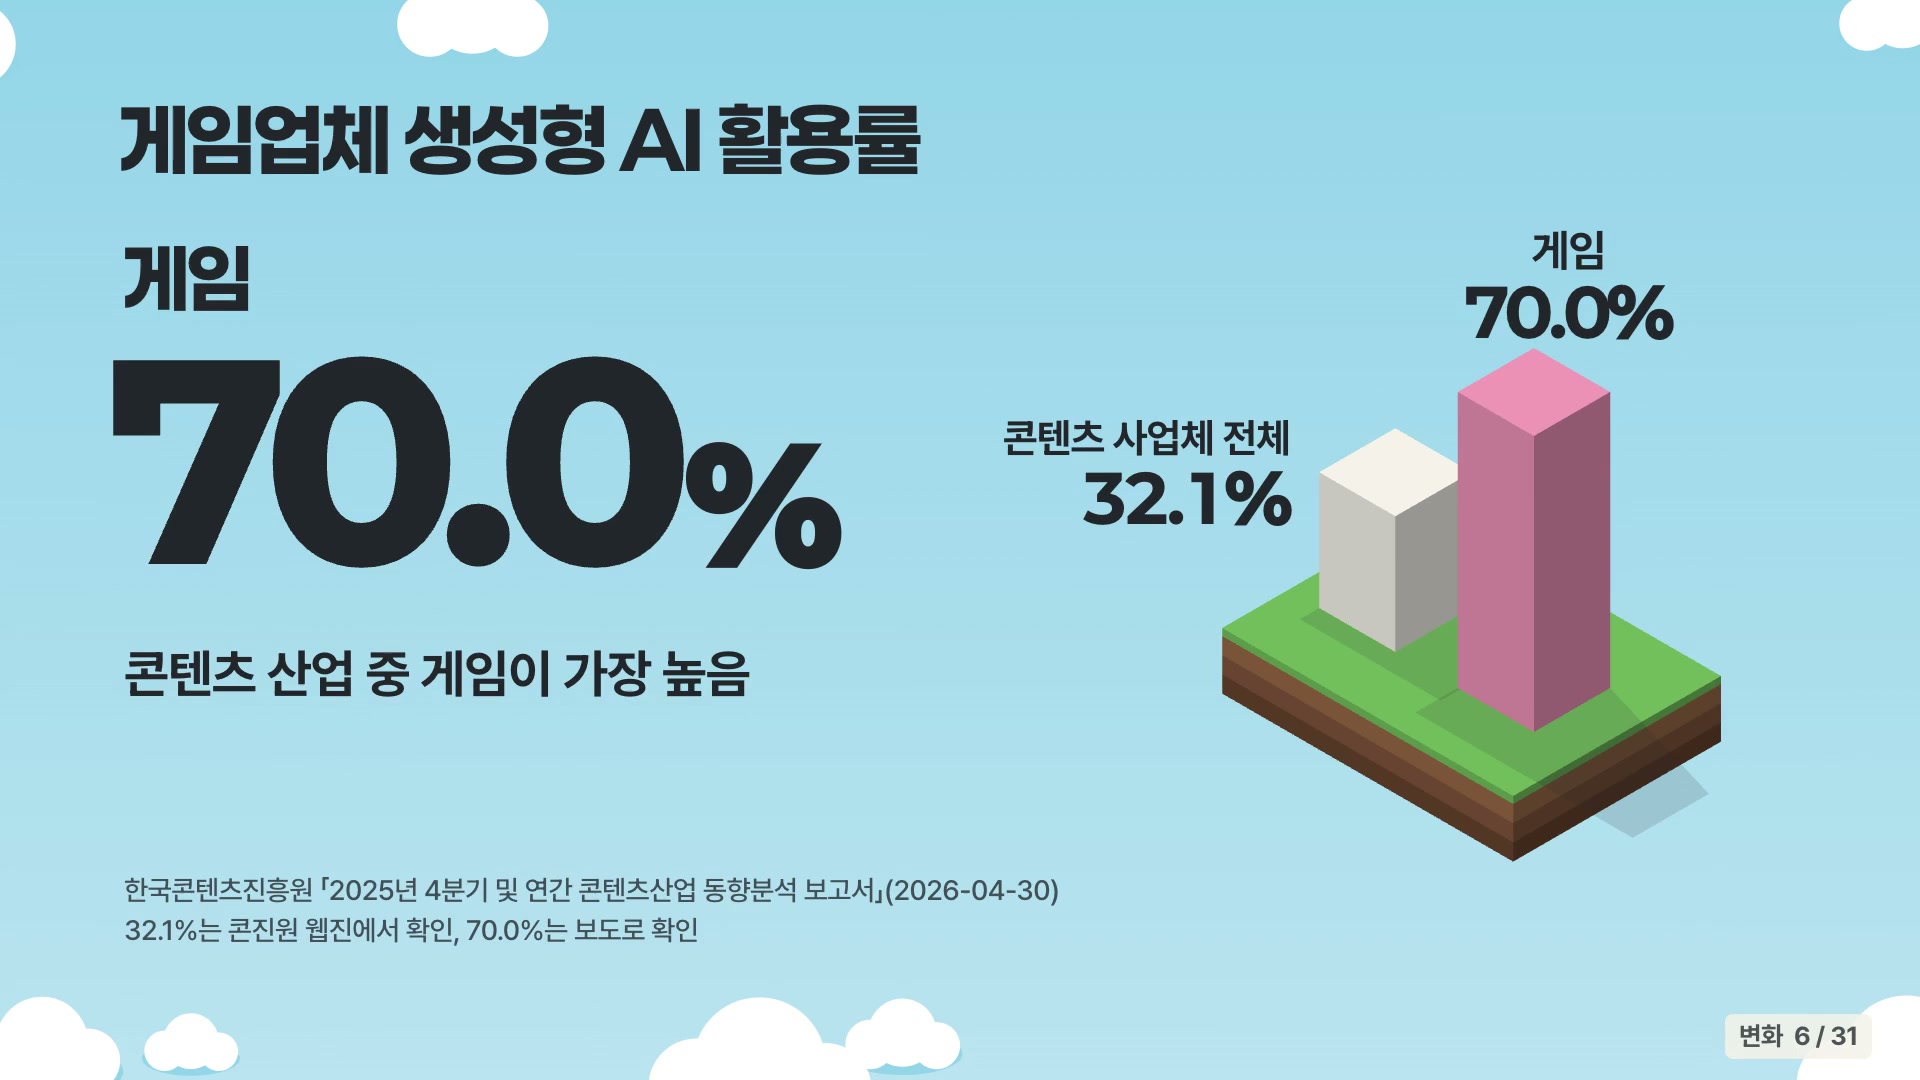 게임업체 생성형 AI 활용률
게임
70.0%
콘텐츠 산업 중 게임이 가장 높음
게임
70.0%
콘텐츠 사업체 전체
32.1%
한국콘텐츠진흥원 「2025년 4분기 및 연간 콘텐츠산업 동향분석 보고서」(2026-04-30)
32.1%는 콘진원 웹진에서 확인, 70.0%는 보도로 확인
변화 6 / 31